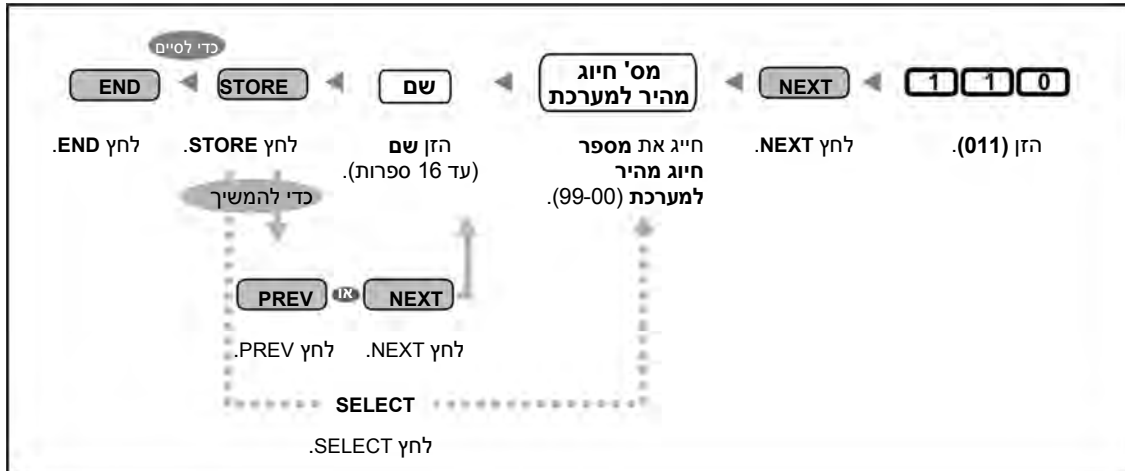 כדי לסיים
1 1 0
NEXT
מס' חיוג
מהיר למערכת
שם
STORE
END
הזן (011).
לחץ NEXT.
חייג את מספר
חיוג מהיר
למערכת (99-00).
הזן שם
(עד 16 ספרות).
לחץ STORE.
לחץ END.
כדי להמשיך
NEXT
או
PREV
לחץ NEXT.
לחץ PREV.
SELECT
לחץ SELECT.